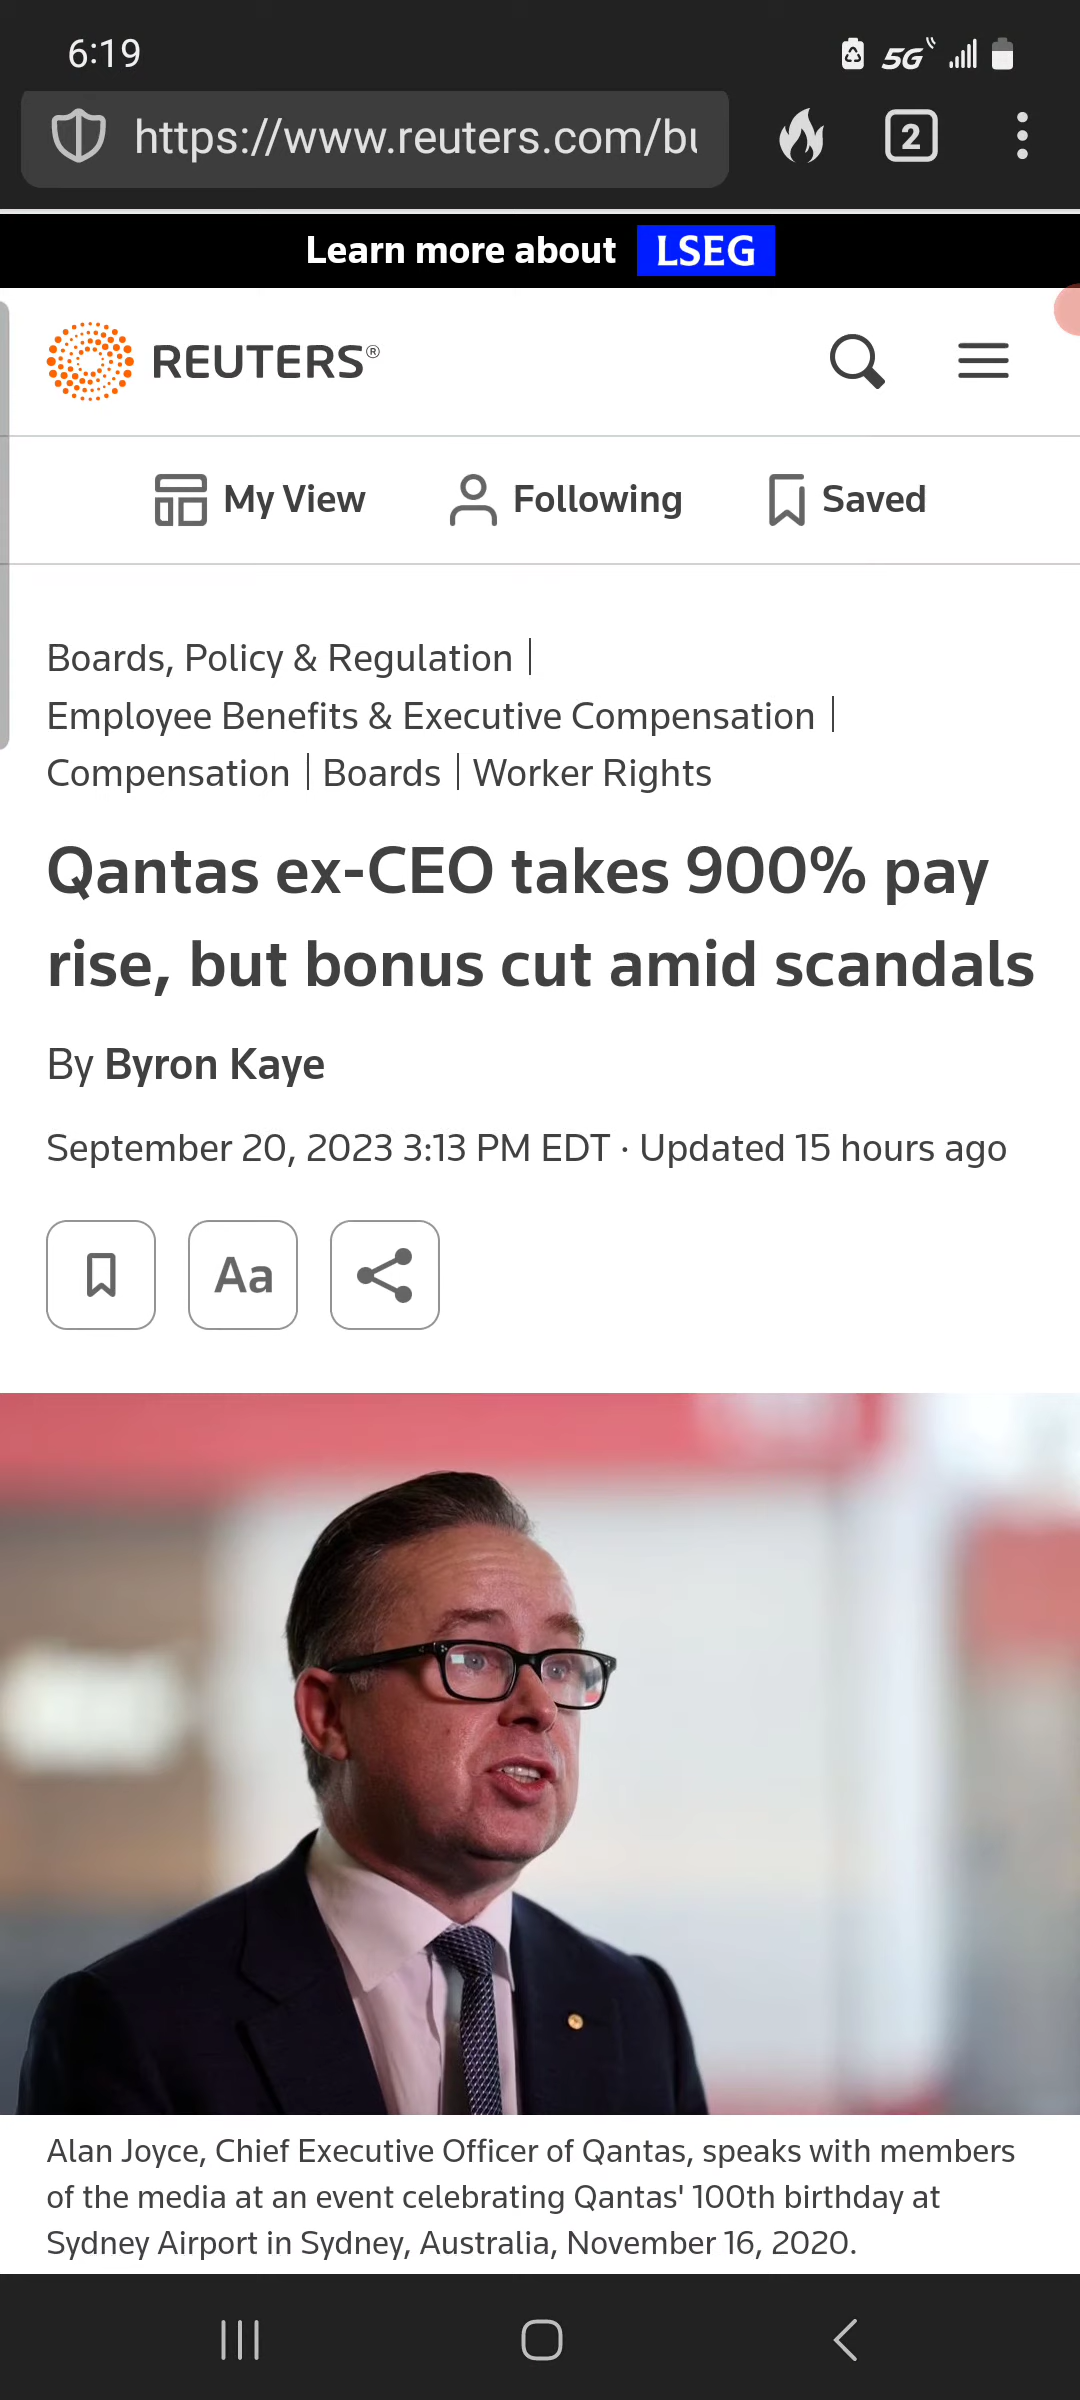 6:19
5G
https://www.reuters.com/bu
2
Learn more about LSEG
REUTERS®
My View Following Saved
Boards, Policy & Regulation |
Employee Benefits & Executive Compensation |
Compensation | Boards | Worker Rights
Qantas ex-CEO takes 900% pay
rise, but bonus cut amid scandals
By Byron Kaye
September 20, 2023 3:13 PM EDT · Updated 15 hours ago
Aa
Alan Joyce, Chief Executive Officer of Qantas, speaks with members
of the media at an event celebrating Qantas' 100th birthday at
Sydney Airport in Sydney, Australia, November 16, 2020.